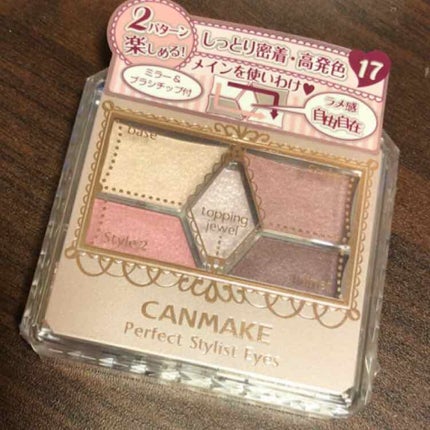 2パターン
楽しめる!
しっとり密着・高発色
17
ミラー&
ブラシチップ付
メインを使いわけ♥
ラメ感
自由自在
base
topping
jewel
Style 2
CANMAKE
Perfect Stylist Eyes